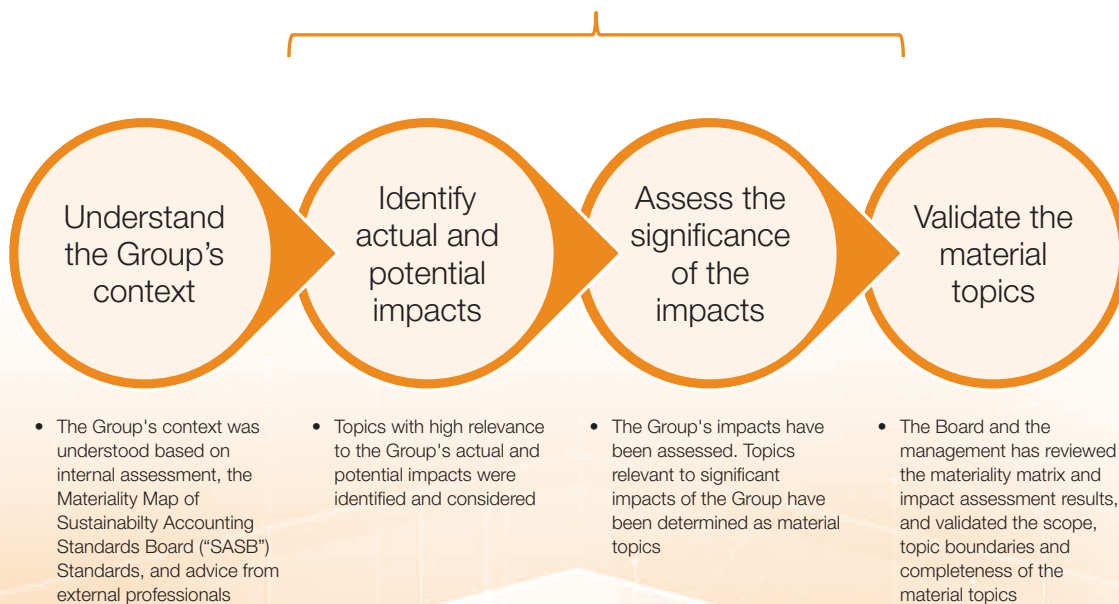 Understand
the Group’s
context
Identify
actual and
potential
impacts
Assess the
significance
of the
impacts
Validate the
material
topics
• The Group's context was
understood based on
internal assessment, the
Materiality Map of
Sustainabilty Accounting
Standards Board (“SASB”)
Standards, and advice from
external professionals
• Topics with high relevance
to the Group's actual and
potential impacts were
identified and considered
• The Group's impacts have
been assessed. Topics
relevant to significant
impacts of the Group have
been determined as material
topics
• The Board and the
management has reviewed
the materiality matrix and
impact assessment results,
and validated the scope,
topic boundaries and
completeness of the
material topics